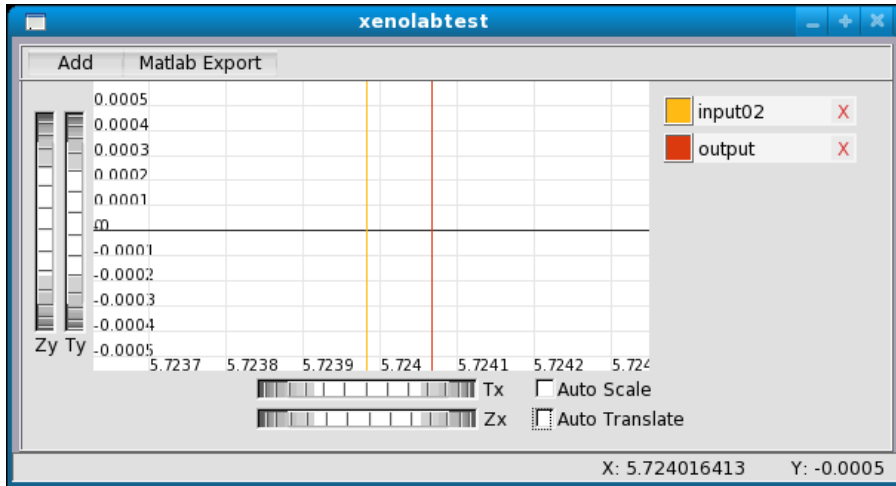 xenolabtest
Add Matlab Export
0.0005
0.0004
0.0003
0.0002
0.0001
-0.0001
-0.0002
-0.0003
-0.0004
-0.0005
5.7237 5.7238 5.7239 5.724 5.7241 5.7242 5.724
input02 X
output X
Zy Ty
Tx Auto Scale
Zx Auto Translate
X: 5.724016413 Y: -0.0005